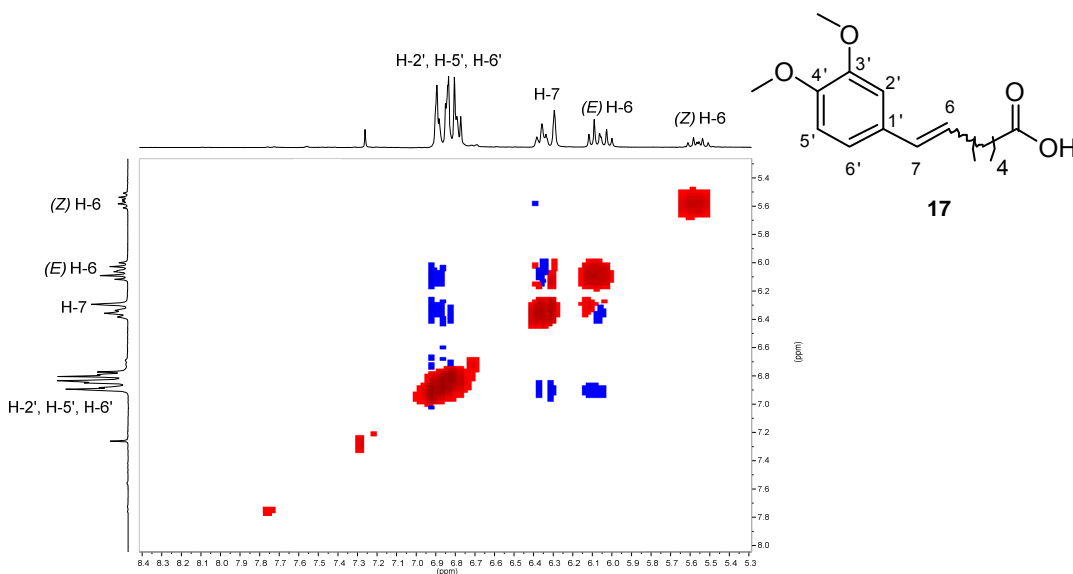 H-2', H-5', H-6'
H-7
(E) H-6
(Z) H-6
O
O
3'
4'
2'
5'
1'
6'
7
6
4
O
OH
17
(Z) H-6
(E) H-6
H-7
H-2', H-5', H-6'
5.4
5.6
5.8
6.0
6.2
6.4
6.6
6.8
7.0
7.2
7.4
7.6
7.8
8.0
(ppm)
8.4 8.3 8.2 8.1 8.0 7.9 7.8 7.7 7.6 7.5 7.4 7.3 7.2 7.1 7.0 6.9 6.8 6.7 6.6 6.5 6.4 6.3 6.2 6.1 6.0 5.9 5.8 5.7 5.6 5.5 5.4 5.3
(ppm)